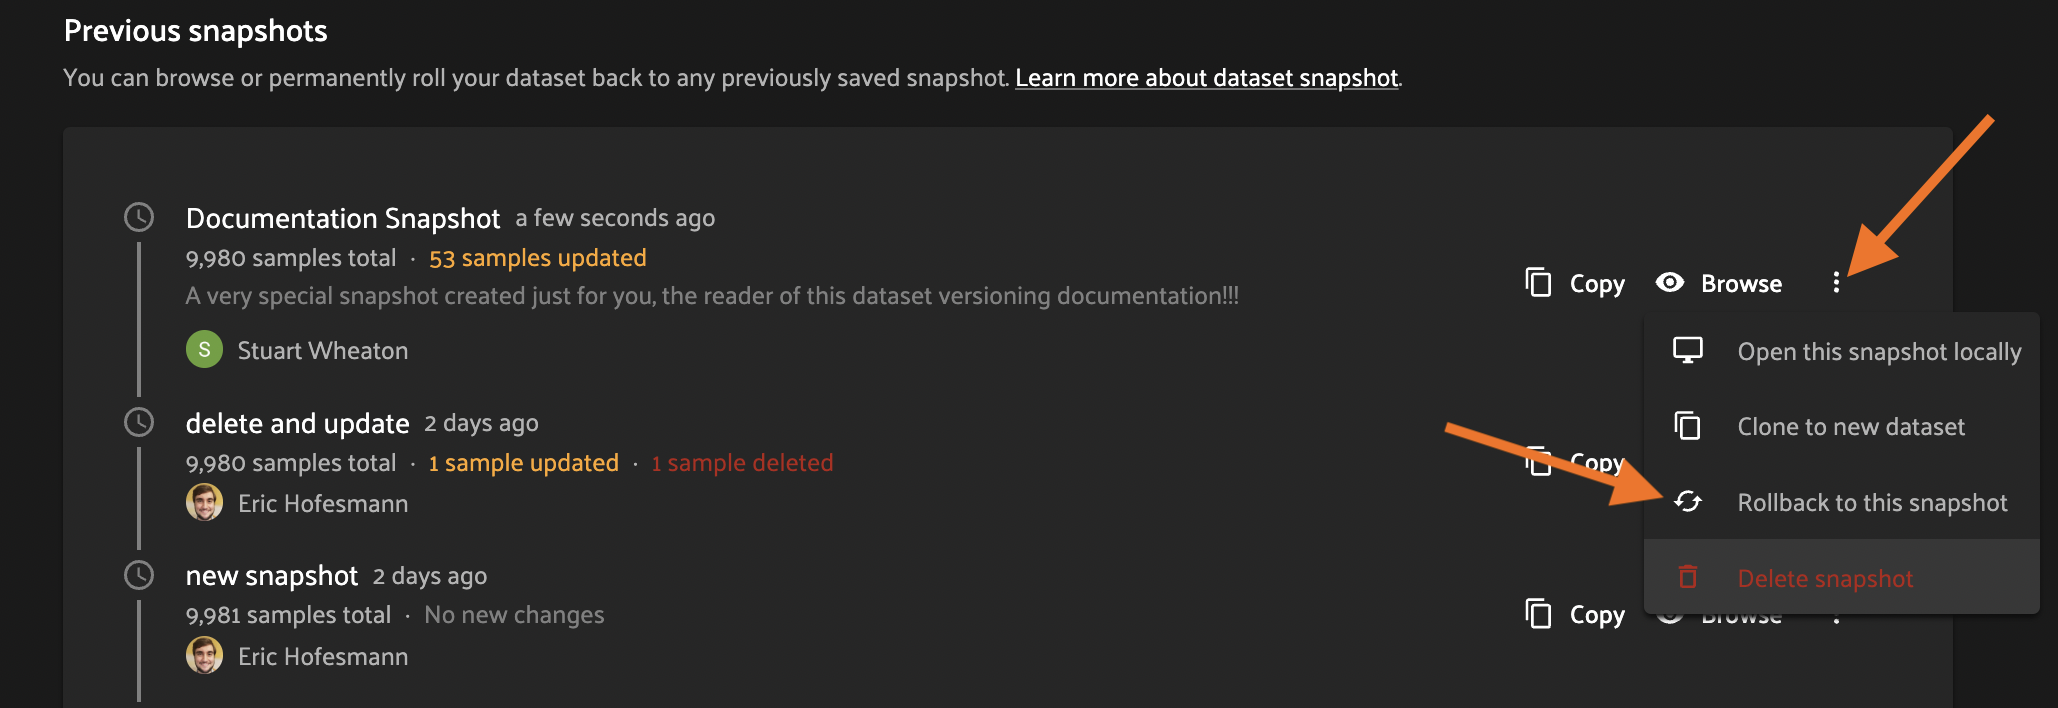 Previous snapshots
You can browse or permanently roll your dataset back to any previously saved snapshot. Learn more about dataset snapshot.
Documentation Snapshot a few seconds ago
9,980 samples total · 53 samples updated
A very special snapshot created just for you, the reader of this dataset versioning documentation!!!
Copy Browse
S Stuart Wheaton
Open this snapshot locally
Clone to new dataset
Rollback to this snapshot
Delete snapshot
delete and update 2 days ago
9,980 samples total · 1 sample updated · 1 sample deleted
Copy
Eric Hofesmann
new snapshot 2 days ago
9,981 samples total · No new changes
Copy Browse
Eric Hofesmann